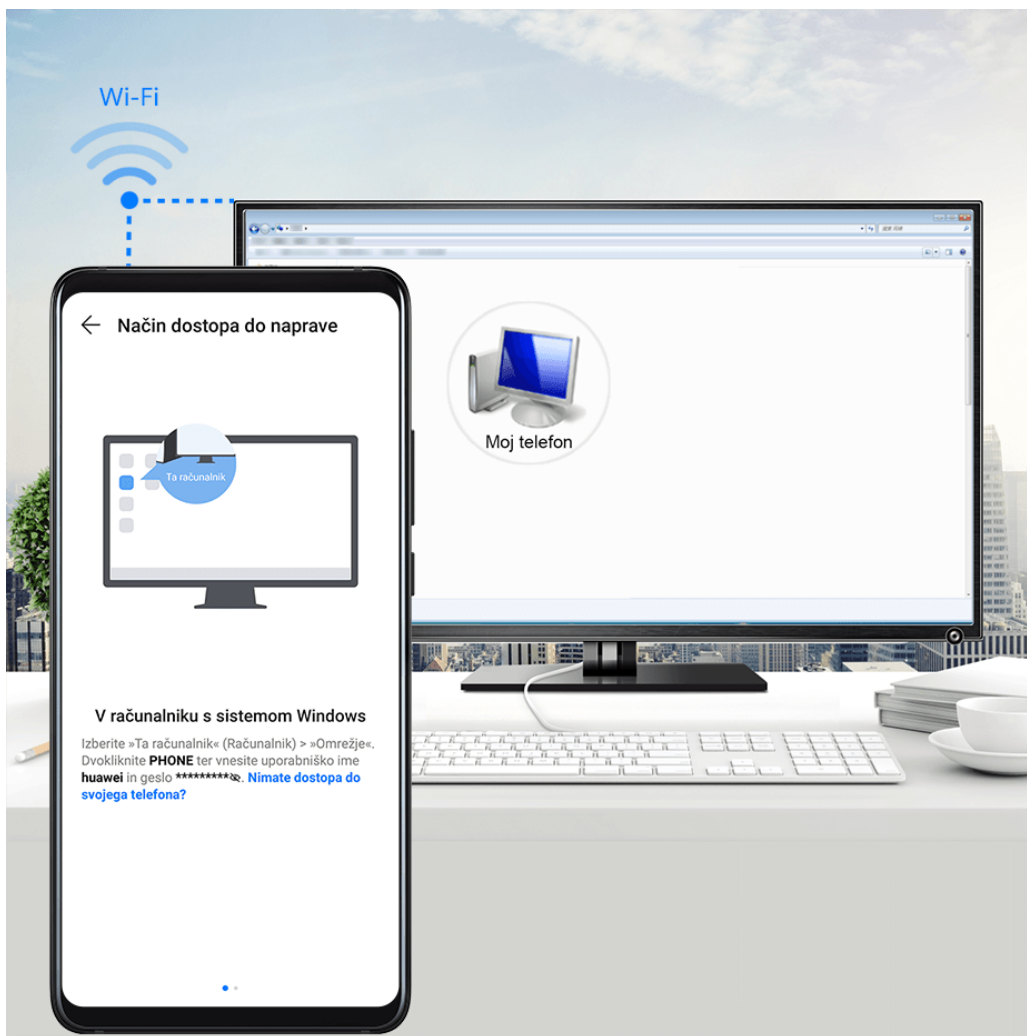 Wi-Fi
Način dostopa do naprave
Ta računalnik
Moj telefon
V računalniku s sistemom Windows
Izberite »Ta računalnik« (Računalnik) > »Omrežje«.
Dvokliknite PHONE ter vnesite uporabniško ime
huawei in geslo *********. Nimate dostopa do
svojega telefona?